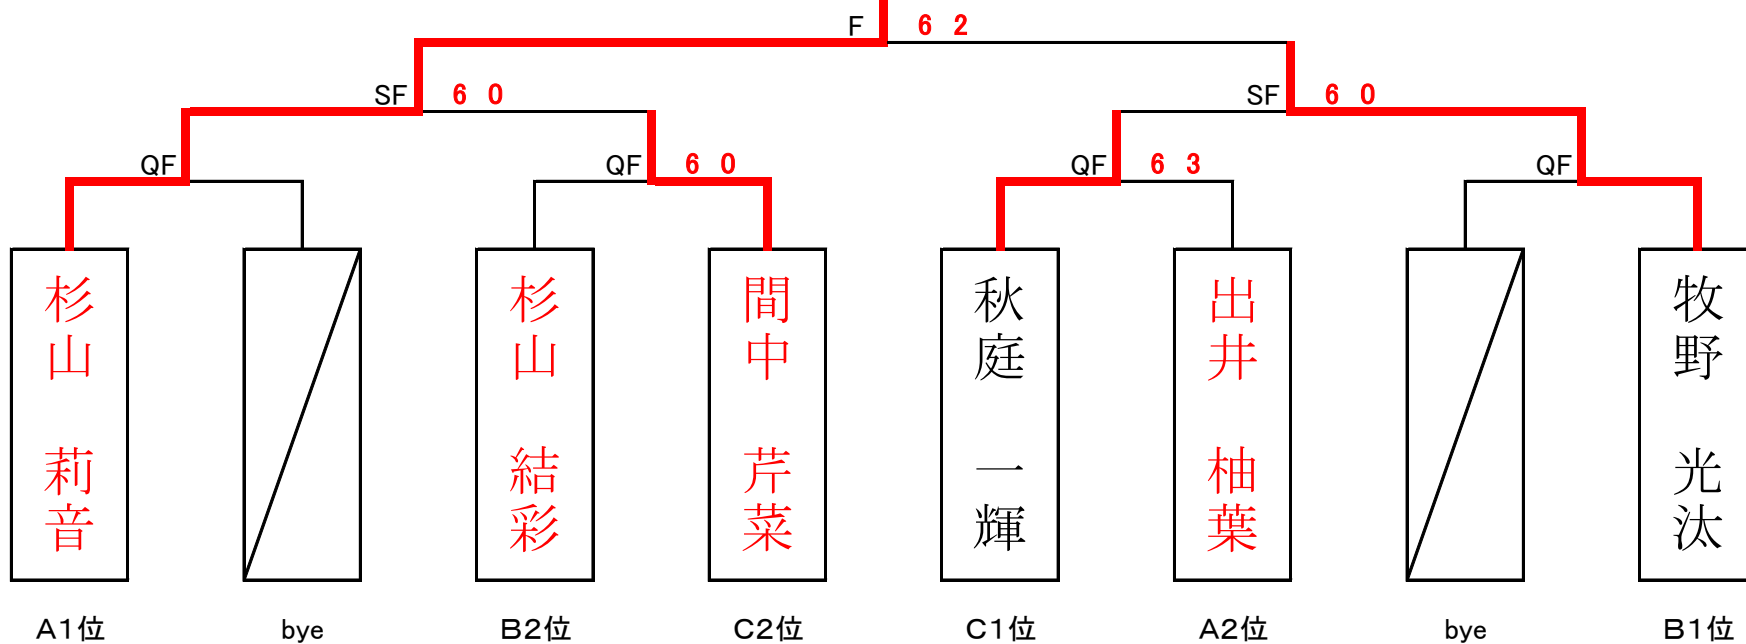 F 6 2
SF 6 0 SF 6 0
QF QF 6 0 QF 6 3 QF
杉山 莉音
杉山 結彩
間中 芹菜
秋庭 一輝
出井 柚葉
牧野 光汰
A1位 bye B2位 C2位 C1位 A2位 bye B1位